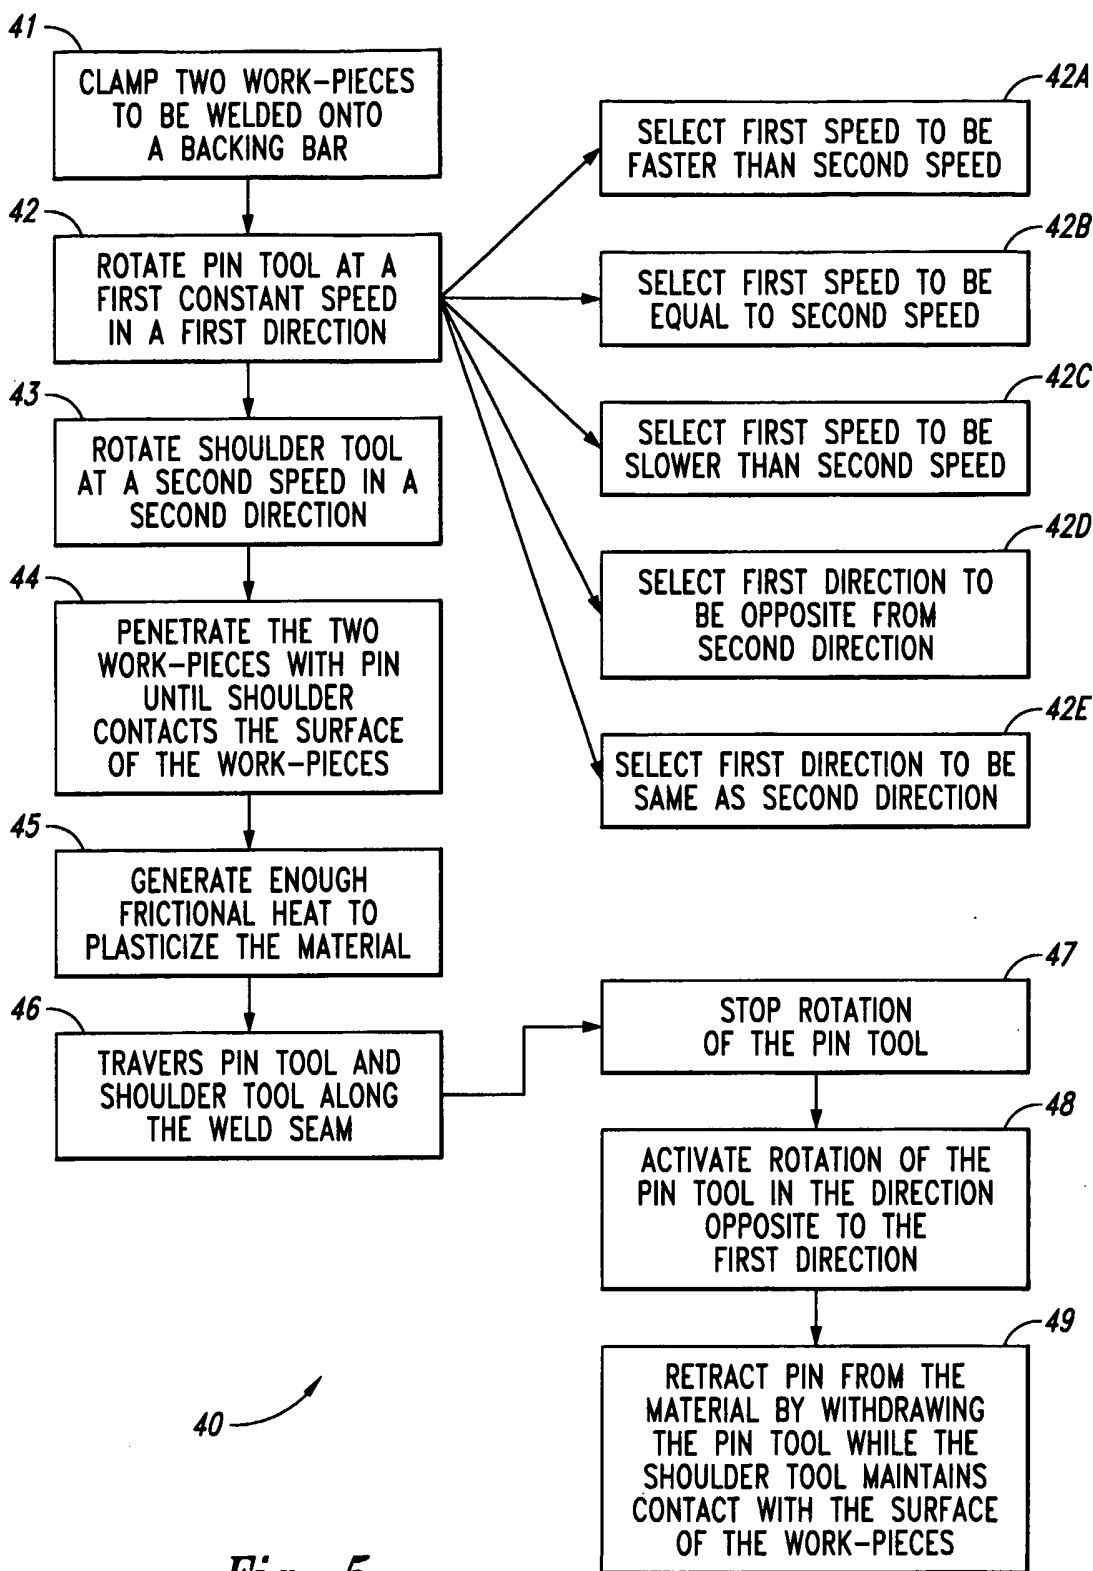 41
CLAMP TWO WORK-PIECES
TO BE WELDED ONTO
A BACKING BAR
42
ROTATE PIN TOOL AT A
FIRST CONSTANT SPEED
IN A FIRST DIRECTION
43
ROTATE SHOULDER TOOL
AT A SECOND SPEED IN A
SECOND DIRECTION
44
PENETRATE THE TWO
WORK-PIECES WITH PIN
UNTIL SHOULDER
CONTACTS THE SURFACE
OF THE WORK-PIECES
45
GENERATE ENOUGH
FRICTIONAL HEAT TO
PLASTICIZE THE MATERIAL
46
TRAVERS PIN TOOL AND
SHOULDER TOOL ALONG
THE WELD SEAM
42A
SELECT FIRST SPEED TO BE
FASTER THAN SECOND SPEED
42B
SELECT FIRST SPEED TO BE
EQUAL TO SECOND SPEED
42C
SELECT FIRST SPEED TO BE
SLOWER THAN SECOND SPEED
42D
SELECT FIRST DIRECTION TO
BE OPPOSITE FROM
SECOND DIRECTION
42E
SELECT FIRST DIRECTION TO BE
SAME AS SECOND DIRECTION
47
STOP ROTATION
OF THE PIN TOOL
48
ACTIVATE ROTATION OF THE
PIN TOOL IN THE DIRECTION
OPPOSITE TO THE
FIRST DIRECTION
49
RETRACT PIN FROM THE
MATERIAL BY WITHDRAWING
THE PIN TOOL WHILE THE
SHOULDER TOOL MAINTAINS
CONTACT WITH THE SURFACE
OF THE WORK-PIECES
40
Fig. 5